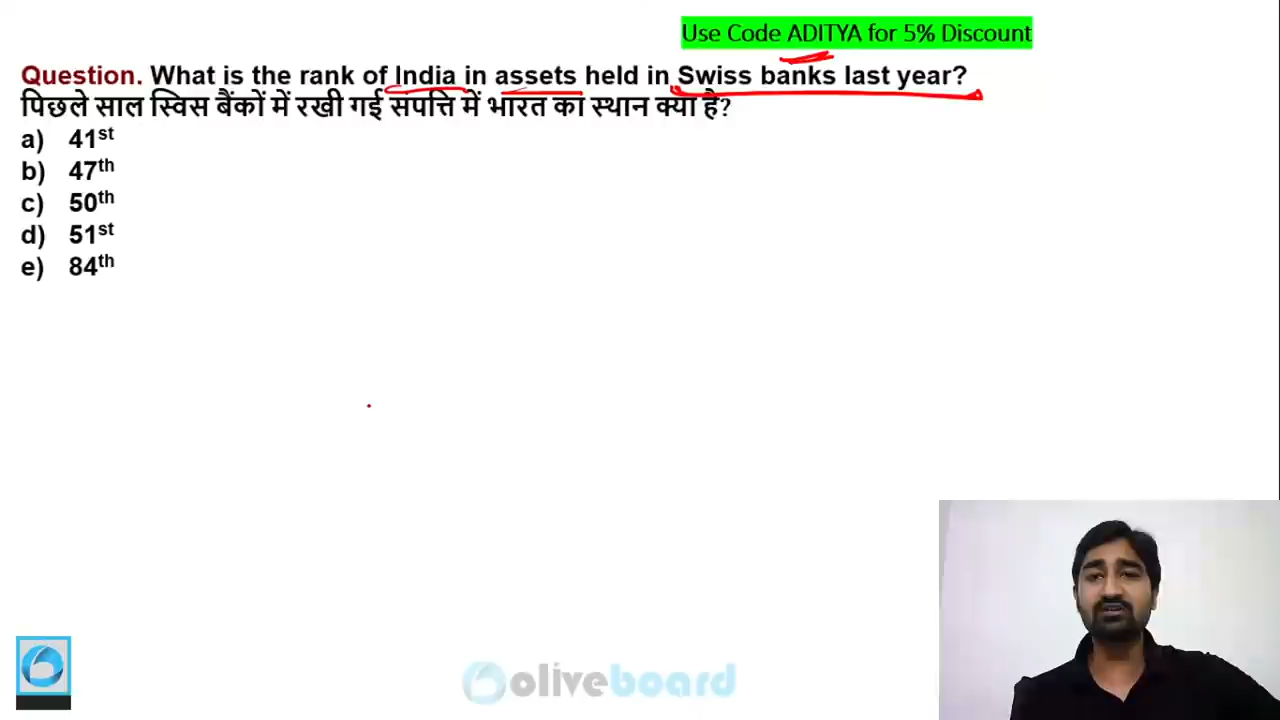 Use Code ADITYA for 5% Discount
Question. What is the rank of India in assets held in Swiss banks last year?
पिछले साल स्विस बैंकों में रखी गई संपत्ति में भारत का स्थान क्या है?
a) 41st
b) 47th
c) 50th
d) 51st
e) 84th
oliveboard